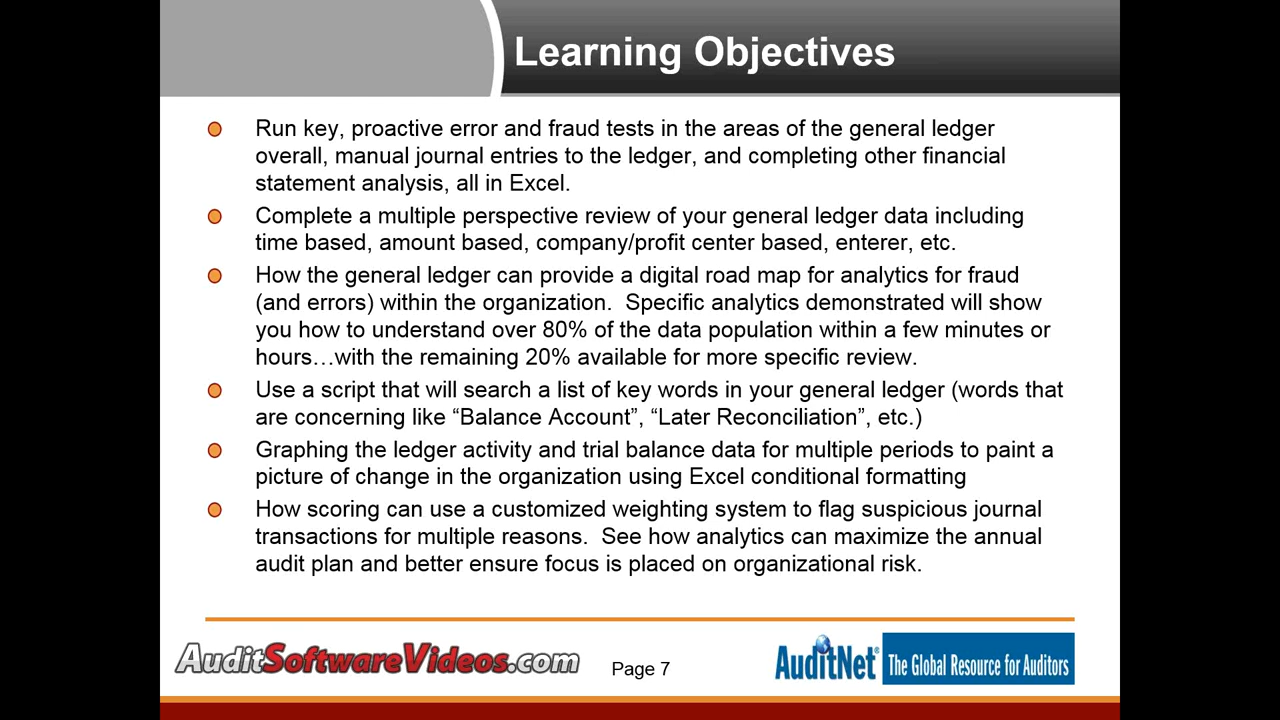 Learning Objectives
Run key, proactive error and fraud tests in the areas of the general ledger
overall, manual journal entries to the ledger, and completing other financial
statement analysis, all in Excel.
Complete a multiple perspective review of your general ledger data including
time based, amount based, company/profit center based, enterer, etc.
How the general ledger can provide a digital road map for analytics for fraud
(and errors) within the organization.  Specific analytics demonstrated will show
you how to understand over 80% of the data population within a few minutes or
hours…with the remaining 20% available for more specific review.
Use a script that will search a list of key words in your general ledger (words that
are concerning like “Balance Account”, “Later Reconciliation”, etc.)
Graphing the ledger activity and trial balance data for multiple periods to paint a
picture of change in the organization using Excel conditional formatting
How scoring can use a customized weighting system to flag suspicious journal
transactions for multiple reasons.  See how analytics can maximize the annual
audit plan and better ensure focus is placed on organizational risk.
AuditSoftwareVideos.com
Page 7
AuditNet® The Global Resource for Auditors